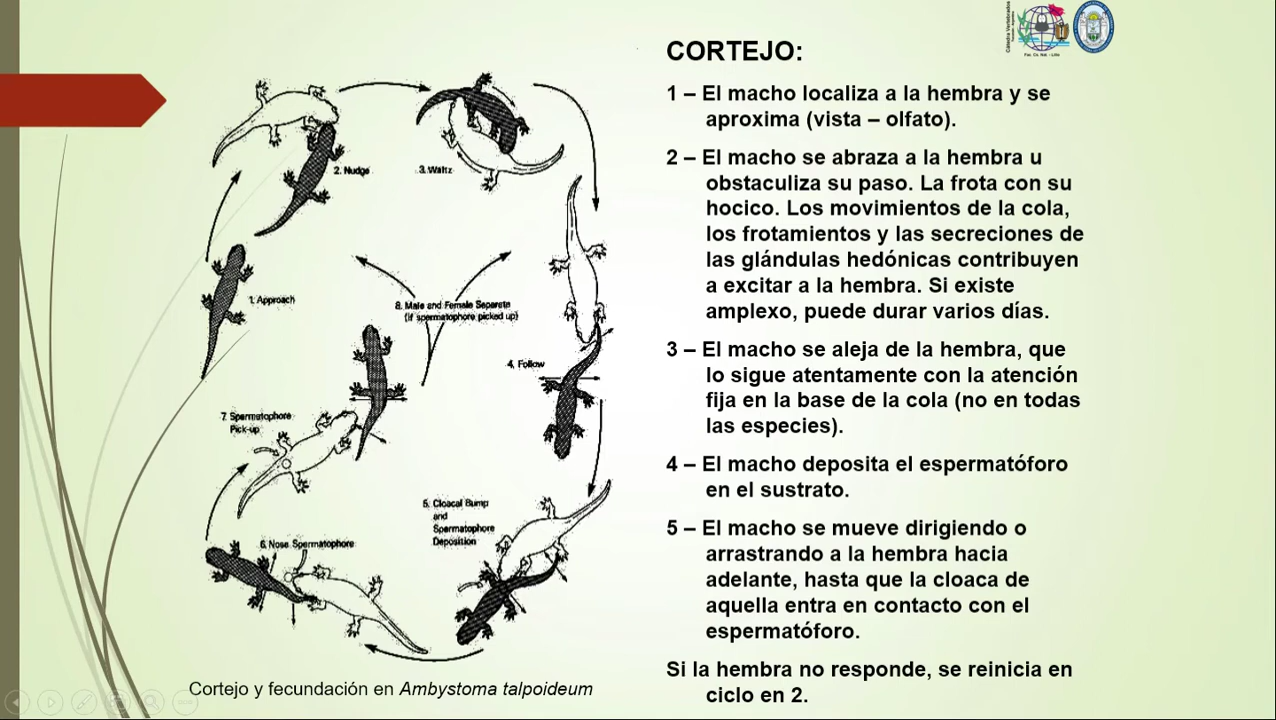 CORTEJO:
1 – El macho localiza a la hembra y se
aproxima (vista – olfato).
2 – El macho se abraza a la hembra u
obstaculiza su paso. La frota con su
hocico. Los movimientos de la cola,
los frotamientos y las secreciones de
las glándulas hedónicas contribuyen
a excitar a la hembra. Si existe
amplexo, puede durar varios días.
3 – El macho se aleja de la hembra, que
lo sigue atentamente con la atención
fija en la base de la cola (no en todas
las especies).
4 – El macho deposita el espermatóforo
en el sustrato.
5 – El macho se mueve dirigiendo o
arrastrando a la hembra hacia
adelante, hasta que la cloaca de
aquella entra en contacto con el
espermatóforo.
Si la hembra no responde, se reinicia en
ciclo en 2.
1. Approach
2. Nudge
3. Waltz
4. Follow
5. Cloacal Bump
and
Spermatophore
Deposition
6. Nose Spermatophore
7. Spermatophore
Pick-up
8. Male and Female Separate
(if spermatophore picked up)
Cortejo y fecundación en Ambystoma talpoideum
Cátedra Vertebrados